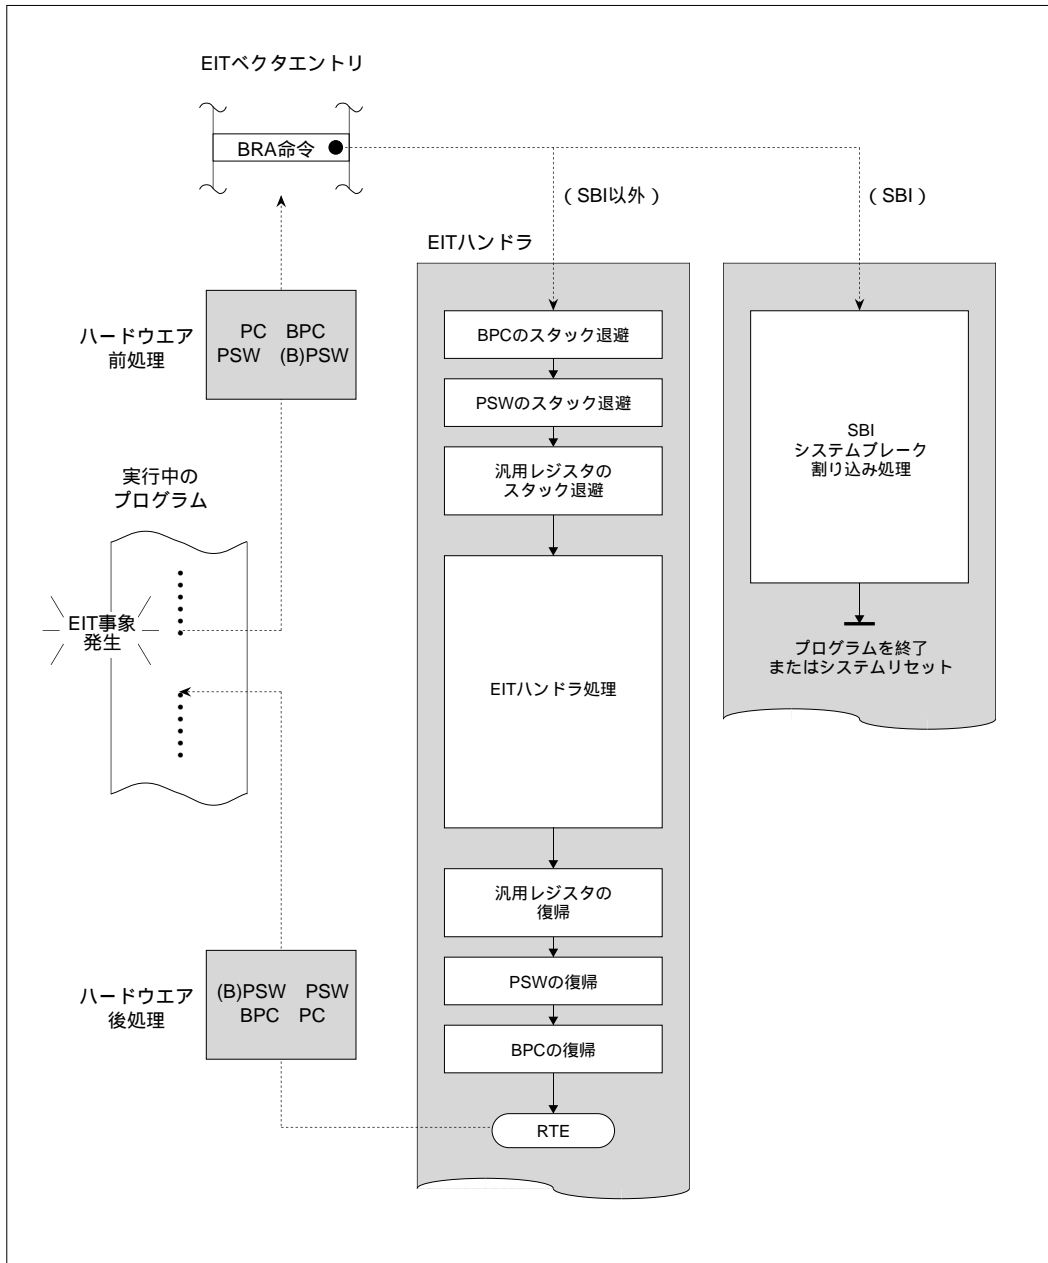 EITベクタエントリ
BRA命令
( SBI以外 )
( SBI )
EITハンドラ
ハードウエア
前処理
PC BPC
PSW (B)PSW
BPCのスタック退避
PSWのスタック退避
汎用レジスタの
スタック退避
SBI
システムブレーク
割り込み処理
実行中の
プログラム
EIT事象
発生
プログラムを終了
またはシステムリセット
EITハンドラ処理
汎用レジスタの
復帰
ハードウエア
後処理
(B)PSW PSW
BPC PC
PSWの復帰
BPCの復帰
RTE